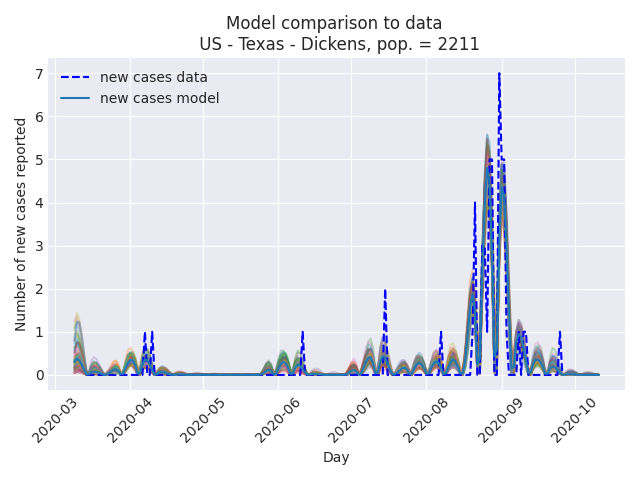 Model comparison to data
US - Texas - Dickens, pop. = 2211
new cases data
new cases model
Number of new cases reported
7
6
5
4
3
2
1
0
2020-03
2020-04
2020-05
2020-06
2020-07
2020-08
2020-09
2020-10
Day